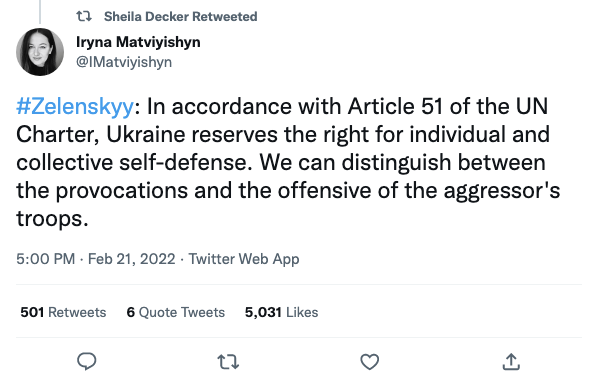 Sheila Decker Retweeted
Iryna Matviyishyn
@IMatviyishyn
#Zelenskyy: In accordance with Article 51 of the UN
Charter, Ukraine reserves the right for individual and
collective self-defense. We can distinguish between
the provocations and the offensive of the aggressor's
troops.
5:00 PM · Feb 21, 2022 · Twitter Web App
501 Retweets 6 Quote Tweets 5,031 Likes